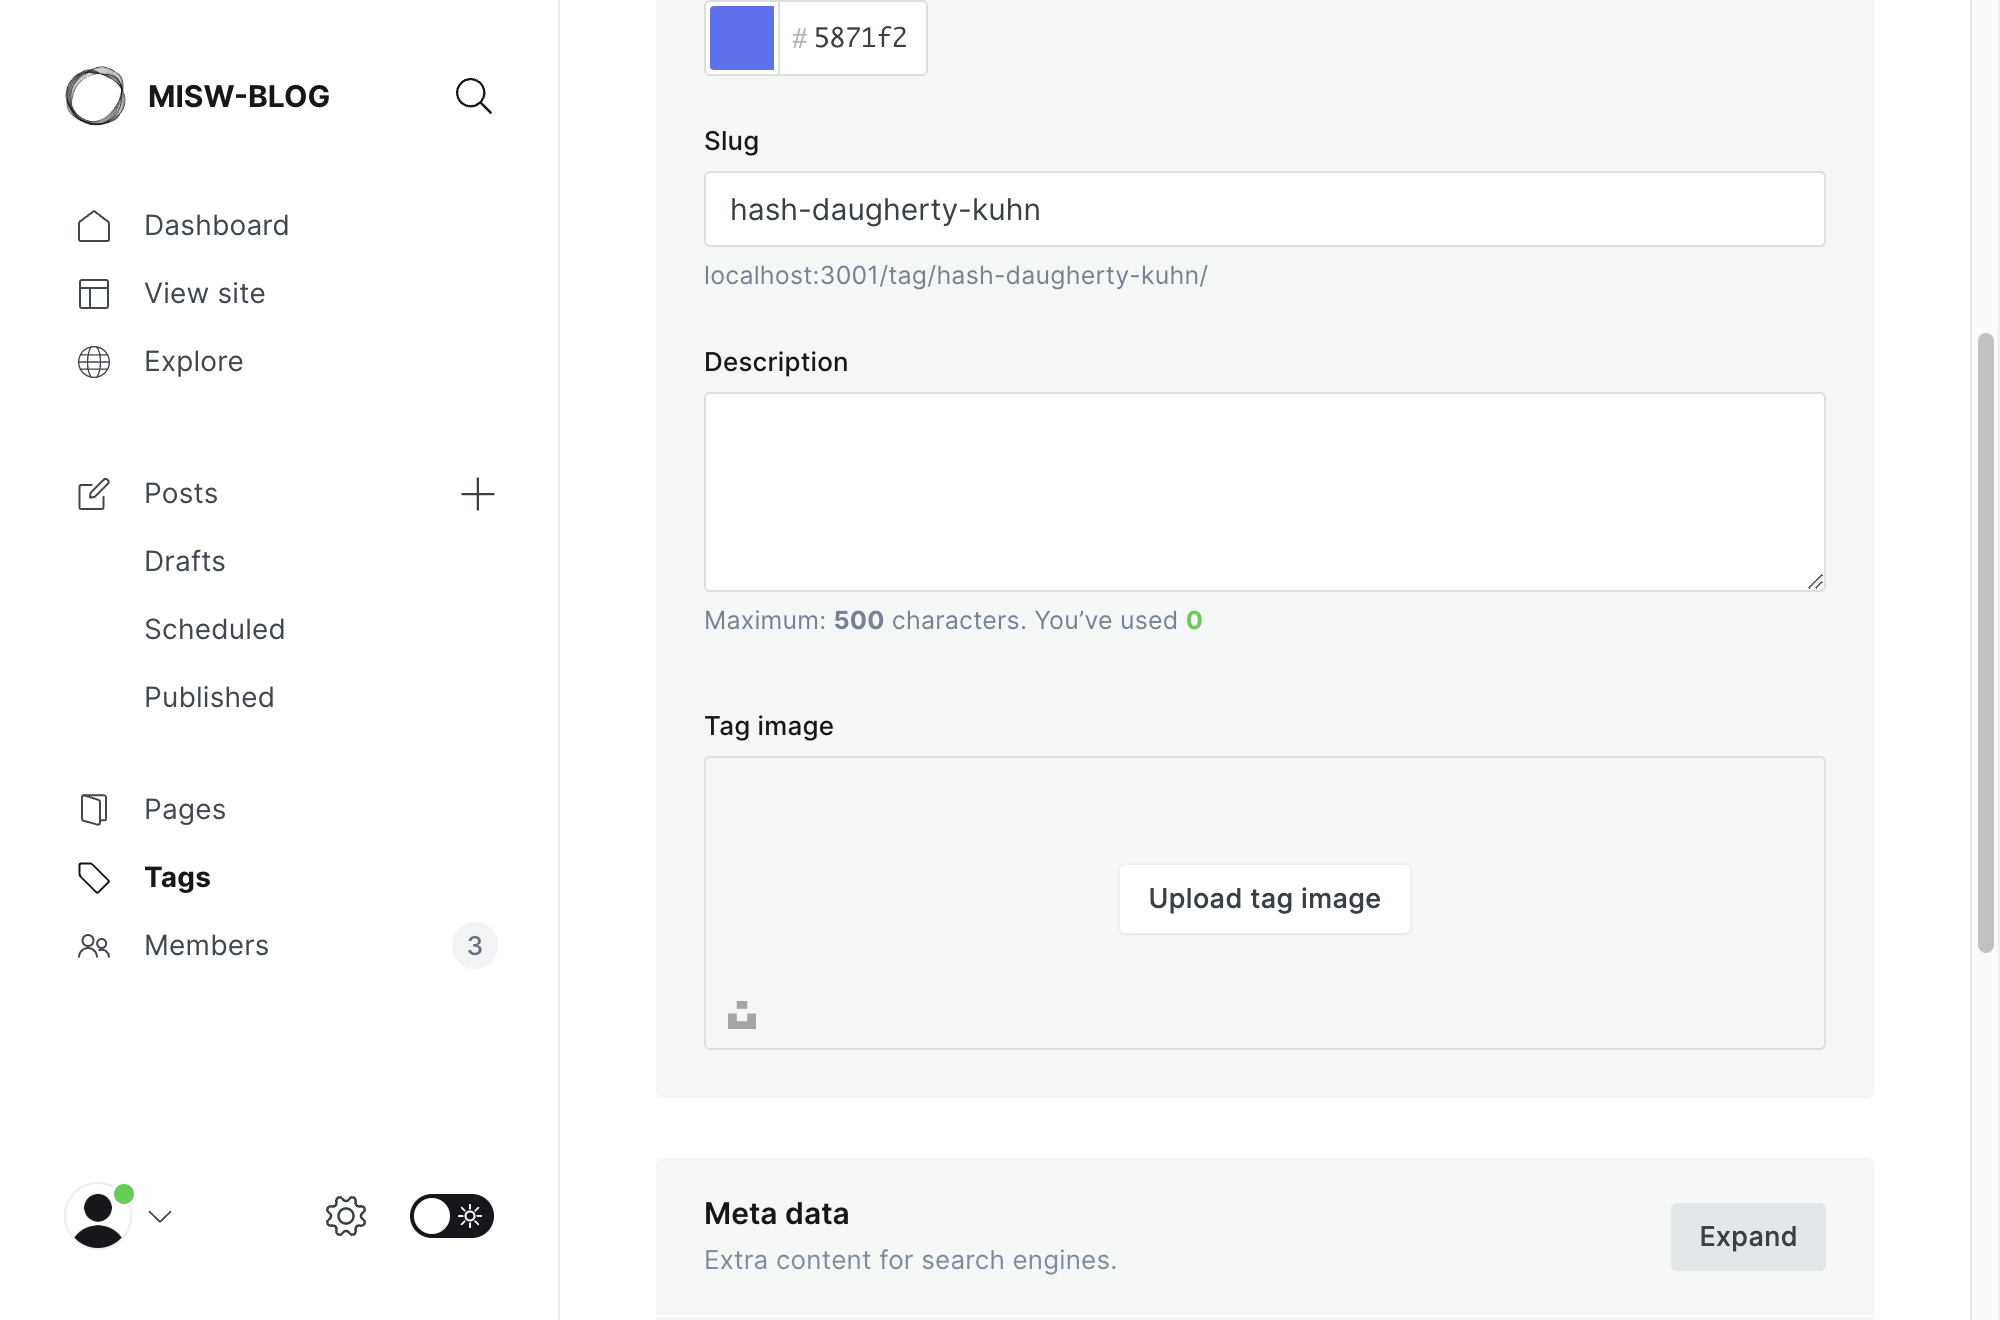 MISW-BLOG
Dashboard
View site
Explore
Posts
Drafts
Scheduled
Published
Pages
Tags
Members 3
# 5871f2
Slug
hash-daugherty-kuhn
localhost:3001/tag/hash-daugherty-kuhn/
Description
Maximum: 500 characters. You’ve used 0
Tag image
Upload tag image
Meta data
Extra content for search engines.
Expand